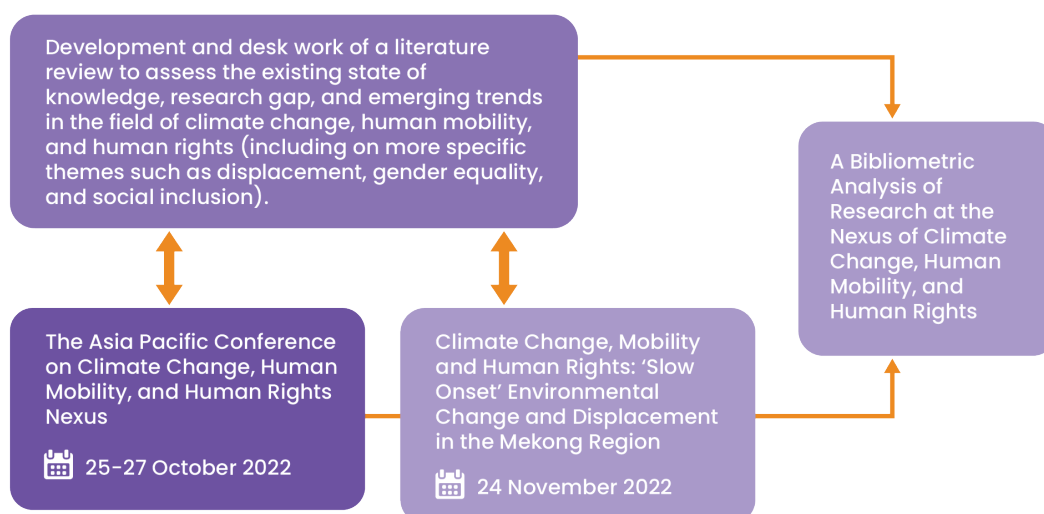 Development and desk work of a literature
review to assess the existing state of
knowledge, research gap, and emerging trends
in the field of climate change, human mobility,
and human rights (including on more specific
themes such as displacement, gender equality,
and social inclusion).
A Bibliometric
Analysis of
Research at the
Nexus of Climate
Change, Human
Mobility, and
Human Rights
The Asia Pacific Conference
on Climate Change, Human
Mobility, and Human Rights
Nexus
25-27 October 2022
Climate Change, Mobility
and Human Rights: ‘Slow
Onset’ Environmental
Change and Displacement
in the Mekong Region
24 November 2022